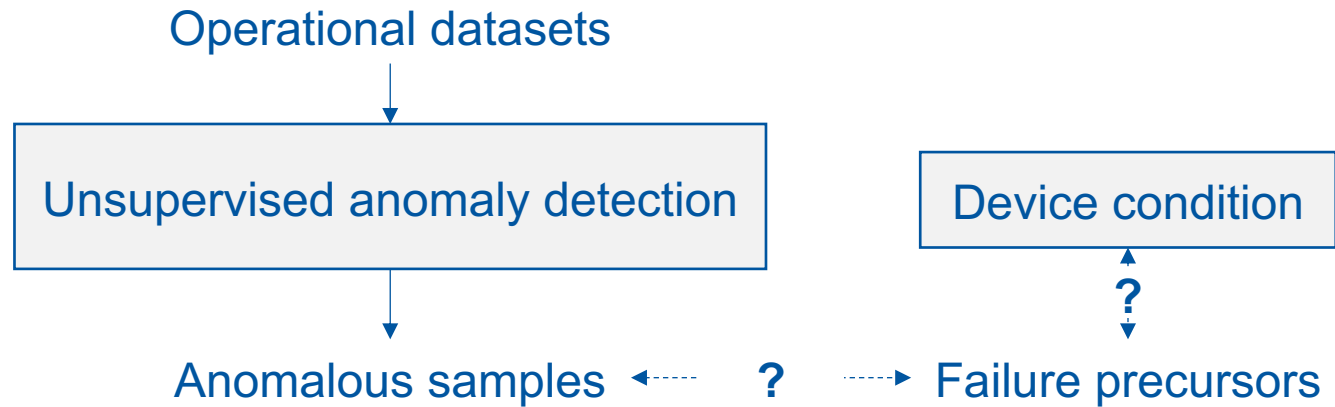 Operational datasets
Unsupervised anomaly detection
Device condition
?
Anomalous samples ? Failure precursors